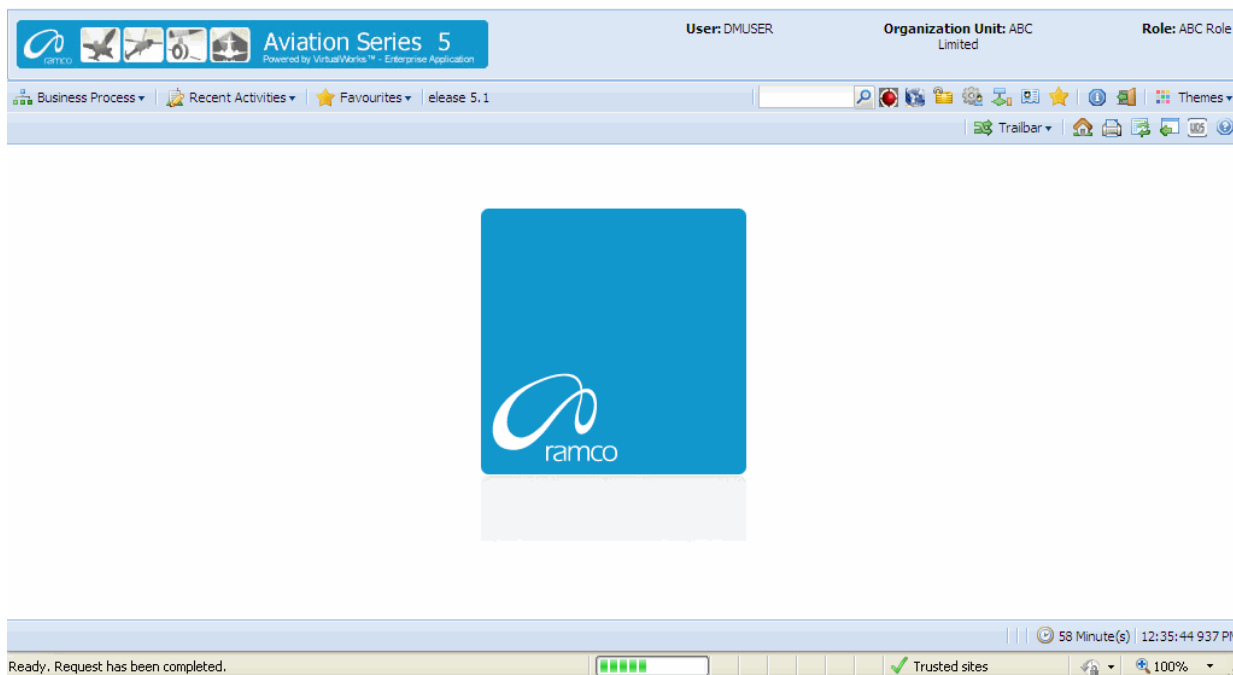 ramco
Aviation Series 5
Powered by VirtualWorks™ - Enterprise Application
User: DMUSER
Organization Unit: ABC
Limited
Role: ABC Role
Business Process
Recent Activities
Favourites
elease 5.1
Themes
Trailbar
UDS
ramco
58 Minute(s)
12:35:44 937 PM
Ready. Request has been completed.
Trusted sites
100%